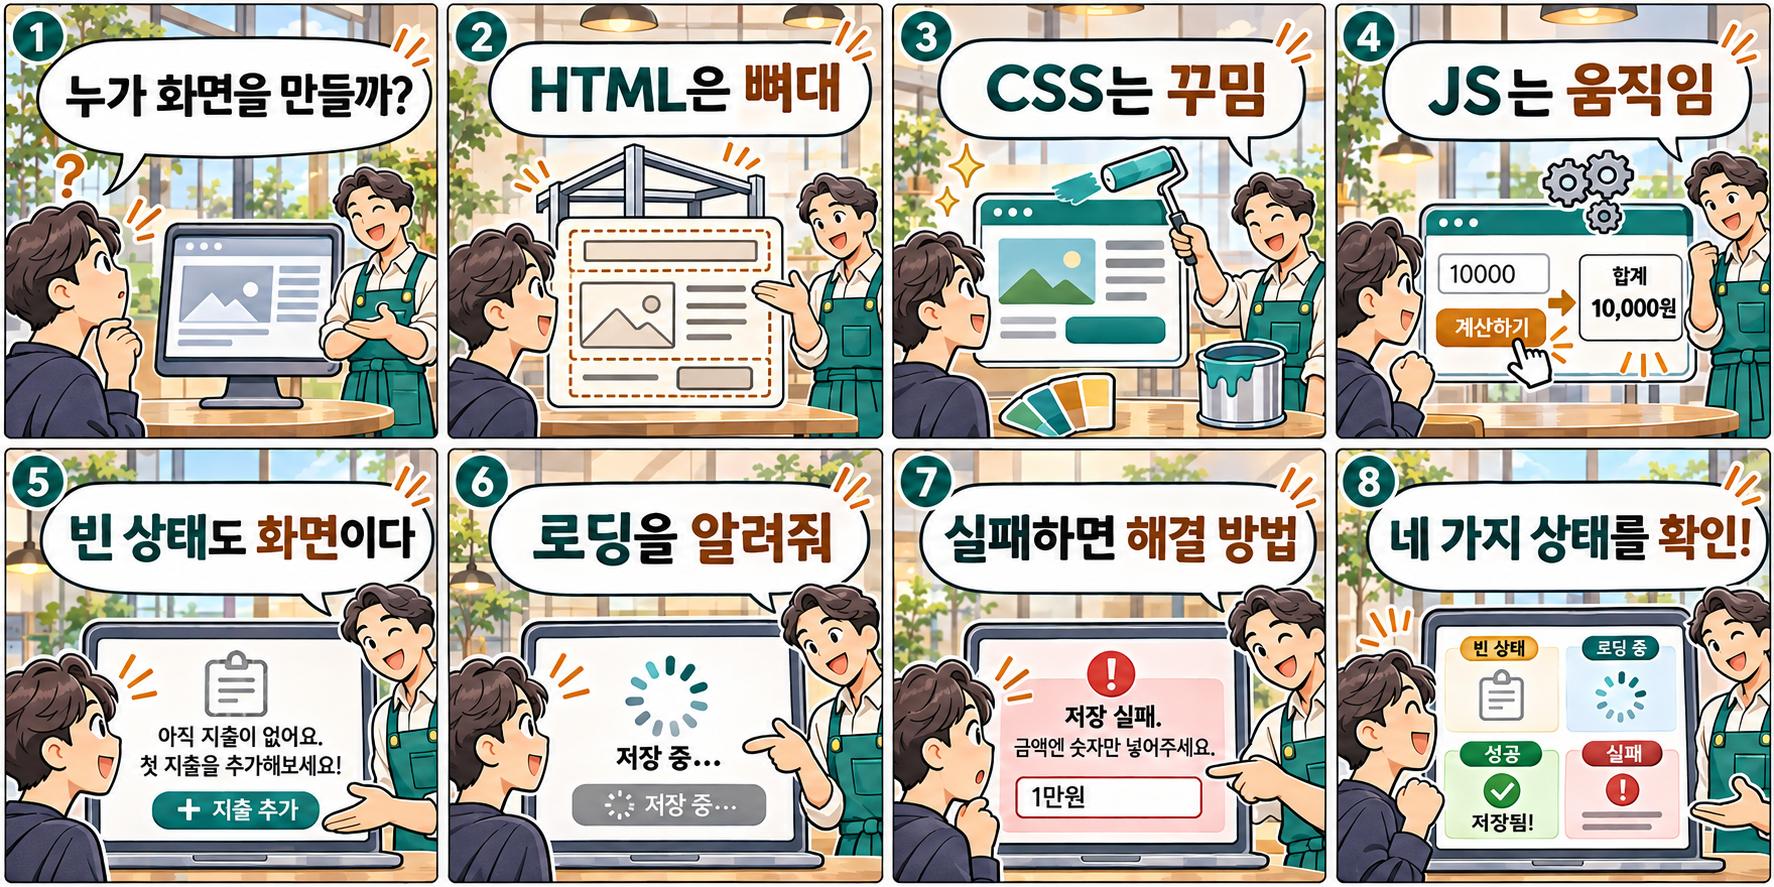 1
누가 화면을 만들까?
?
2
HTML은 뼈대
3
CSS는 꾸밈
4
JS는 움직임
10000
계산하기
합계
10,000원
5
빈 상태도 화면이다
아직 지출이 없어요.
첫 지출을 추가해보세요!
+ 지출 추가
6
로딩을 알려줘
저장 중...
저장 중...
7
실패하면 해결 방법
!
저장 실패.
금액엔 숫자만 넣어주세요.
1만원
8
네 가지 상태를 확인!
빈 상태
로딩 중
성공
저장됨!
실패
!